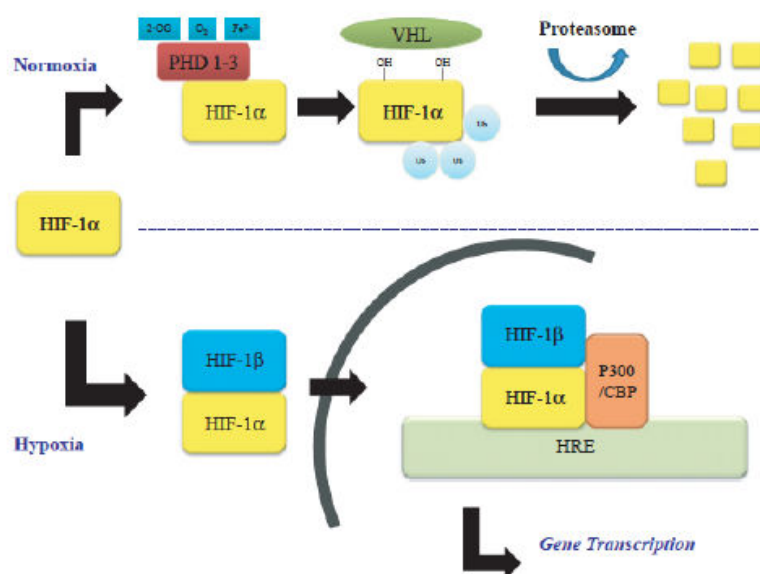 2-OG O₂ Fe²⁺
VHL
Proteasome
Normoxia
PHD 1-3
OH OH
HIF-1α
HIF-1α
Ub
Ub Ub
HIF-1α
HIF-1β
HIF-1α
HIF-1β
P300
/CBP
HIF-1α
HRE
Hypoxia
Gene Transcription